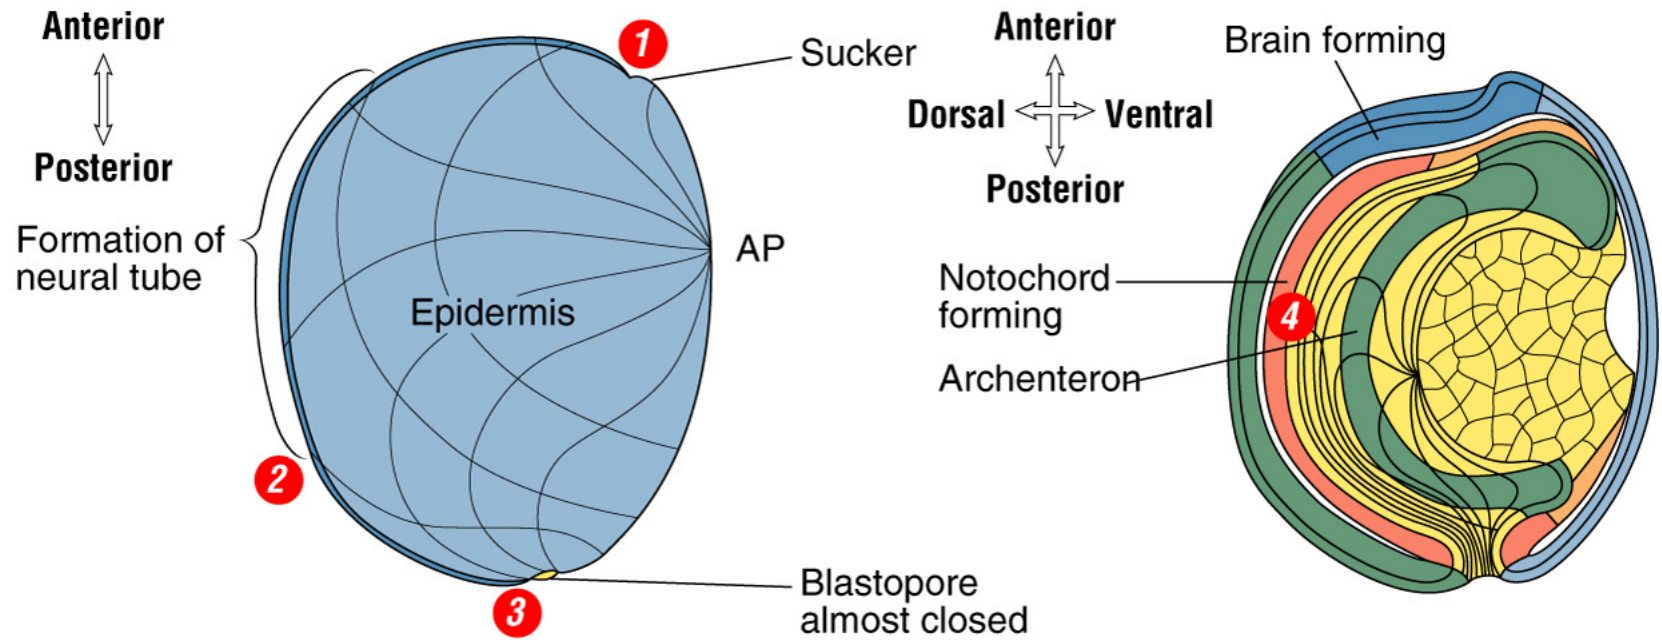 Anterior
Posterior
Formation of
neural tube
1
Sucker
AP
Epidermis
2
3
Blastopore
almost closed
Anterior
Dorsal
Ventral
Posterior
Brain forming
Notochord
forming
4
Archenteron